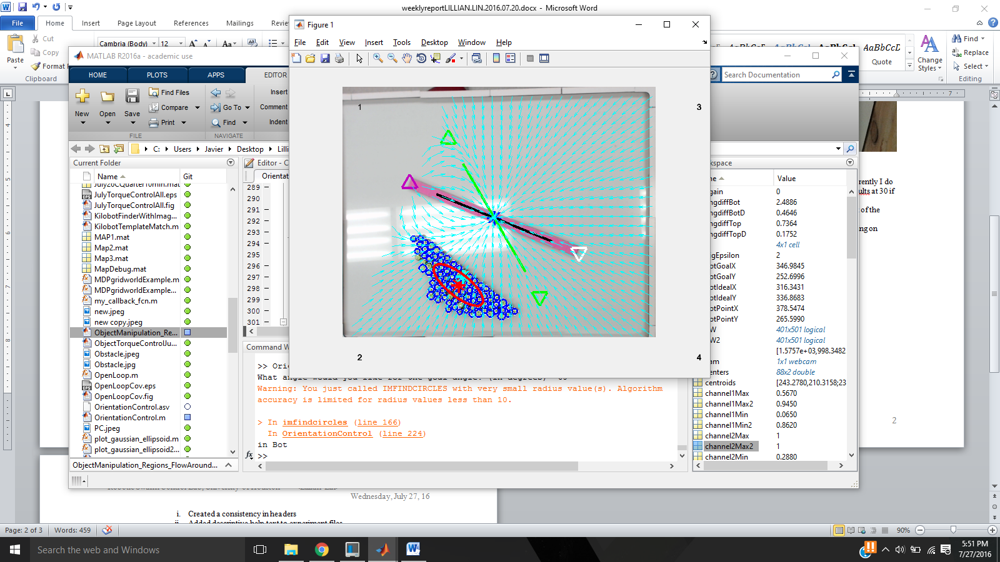 weeklyreportLILLIAN.LIN.2016.07.20.docx - Microsoft Word
File Home Insert Page Layout References Mailings
Cut
Copy
Paste
Clipboard
Cambria (Body) 12
Quote
AaBbCcD
Change Styles
Find
Replace
Select
Editing
MATLAB R2016a - academic use
HOME PLOTS APPS EDITOR
Search Documentation
New Open Save
Find Files
Compare
Print
Go To
Find
Insert
Comment
Indent
FILE NAVIGATE
C: Users Javier Desktop
Current Folder
Name Git
July26CQuarter10min.mat
JulyTorqueControlAll.eps
JulyTorqueControlAll.fig
KilobotFinderWithImag...
KilobotTemplateMatch.m
MAP1.mat
Map2.mat
Map3.mat
MapDebug.mat
MDPgridworldExample.m
MDPgridworldExample...
my_callback_fcn.m
new.jpeg
new copy.jpeg
ObjectManipulation_Re...
ObjectTorqueControlJu...
Obstacle.jpeg
Obstacle.jpg
OpenLoop.m
OpenLoopCov.eps
OpenLoopCov.fig
OrientationControl.asv
OrientationControl.m
PC.jpeg
plot_gaussian_ellipsoid.m
plot_gaussian_ellipsoid2...
ObjectManipulation_Regions_FlowAround...
Editor - C
Orientat
289
290
291
292
293
294
295
296
297
298
299
300
301
Figure 1
File Edit View Insert Tools Desktop Window Help
1
3
2
4
Command W
>> Ori
Warning: You just called IMFINDCIRCLES with very small radius value(s). Algorithm
accuracy is limited for radius values less than 10.
> In imfindcircles (line 166)
In OrientationControl (line 224)
in Bot
>>
kspace
Value
gain 0
ngdiffBot 2.4886
ngdiffBotD 0.4646
ngdiffTop 0.7364
ngdiffTopD 0.1752
4x1 cell
igEpsilon 2
otGoalX 346.9845
otGoalY 252.6996
otIdealX 316.3431
otIdealY 336.8683
otPointX 378.5474
otPointY 265.5990
W 401x501 logical
W2 401x501 logical
[1.5757e+03,998.3482
am 1x1 webcam
enters 88x2 double
centroids [243.2780,210.3158;23
channel1Max 0.5670
channel1Max2 0.9450
channel1Min 0.0650
channel1Min2 0.8620
channel2Max 1
channel2Max2 1
channel2Min 0.2880
rently I do
ults at 30 if
of the
ng on
2
Wednesday, July 27, 16
i. Created a consistency in headers
ii. Added descriptive help text to experiment files
Page: 2 of 3 Words: 459
90%
Search the web and Windows
5:51 PM
7/27/2016